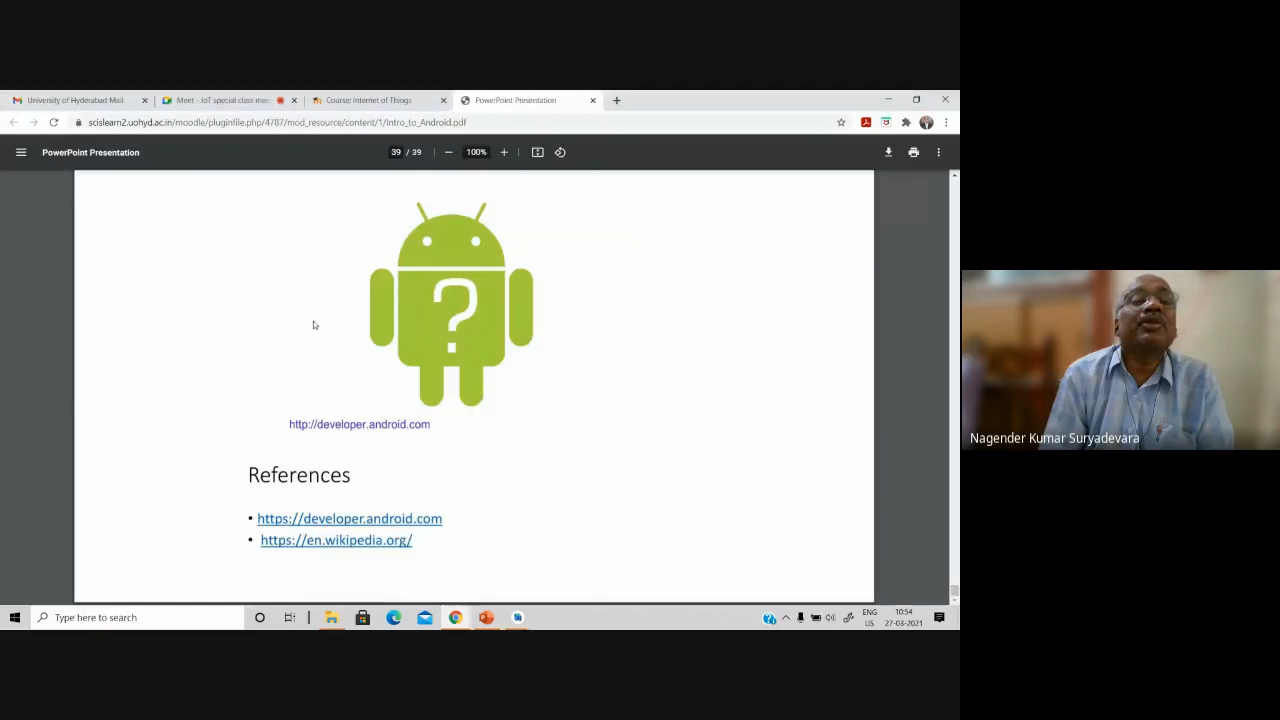 University of Hyderabad Mail
Meet - IoT special class mee
Course: Internet of Things
PowerPoint Presentation
scislearn2.uohyd.ac.in/moodle/pluginfile.php/4787/mod_resource/content/1/Intro_to_Android.pdf
PowerPoint Presentation
39 / 39
100%
?
http://developer.android.com
References
• https://developer.android.com
• https://en.wikipedia.org/
Nagender Kumar Suryadevara
Type here to search
ENG
US
10:54
27-03-2021